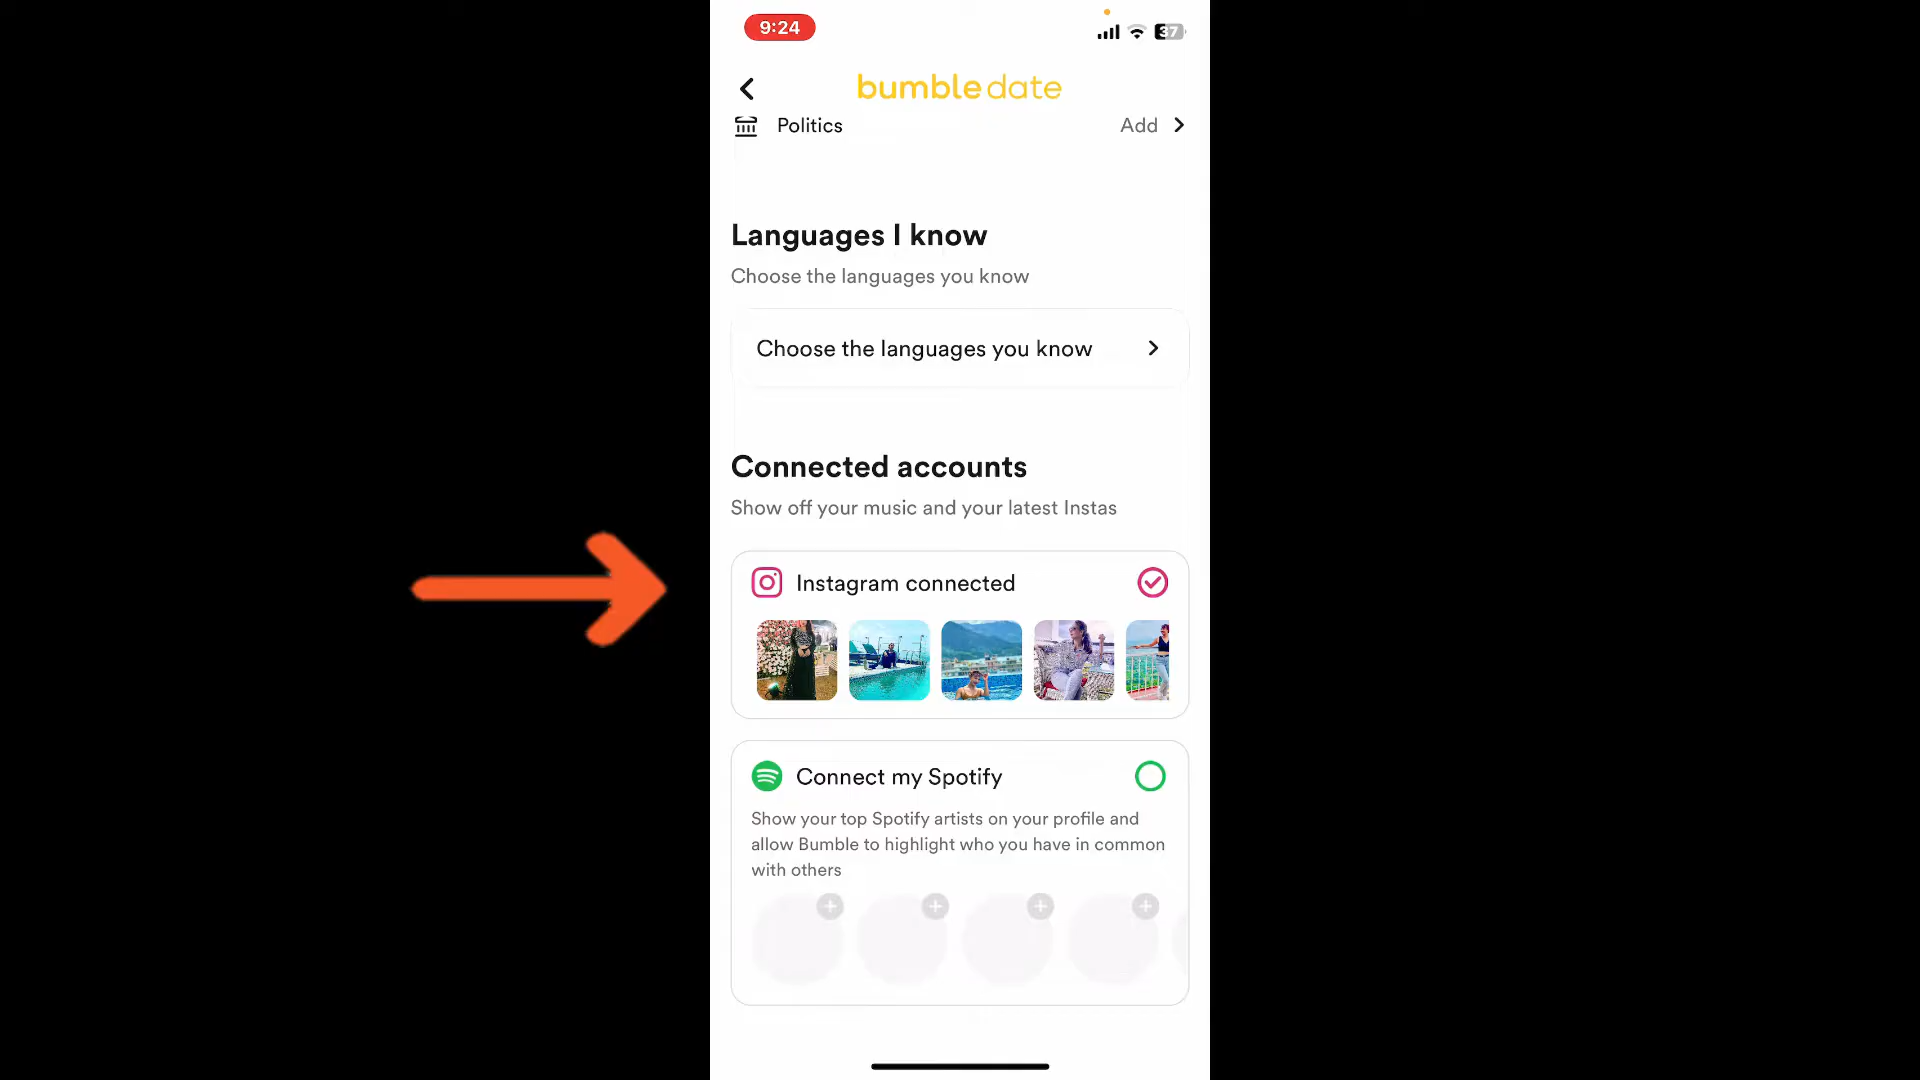 9:24
37
bumble date
Politics
Add
Languages I know
Choose the languages you know
Choose the languages you know
Connected accounts
Show off your music and your latest Instas
Instagram connected
Connect my Spotify
Show your top Spotify artists on your profile and
allow Bumble to highlight who you have in common
with others